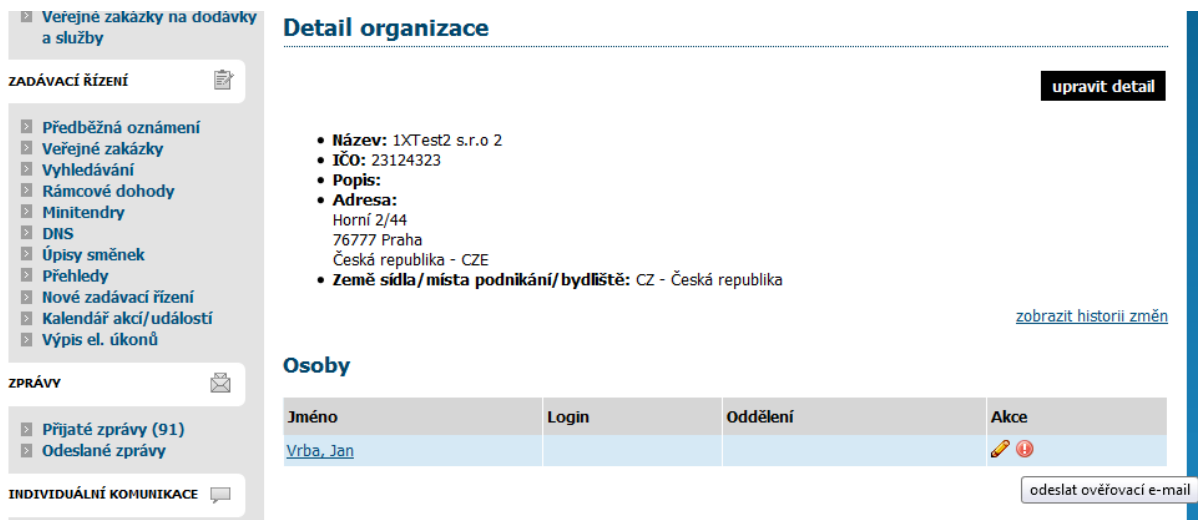 Veřejné zakázky na dodávky
a služby
ZADÁVACÍ ŘÍZENÍ
Předběžná oznámení
Veřejné zakázky
Vyhledávání
Rámcové dohody
Minitendry
DNS
Úpisy směnek
Přehledy
Nové zadávací řízení
Kalendář akcí/událostí
Výpis el. úkonů
ZPRÁVY
Přijaté zprávy (91)
Odeslané zprávy
INDIVIDUÁLNÍ KOMUNIKACE
Detail organizace
upravit detail
Název: 1XTest2 s.r.o 2
IČO: 23124323
Popis:
Adresa:
Horní 2/44
76777 Praha
Česká republika - CZE
Země sídla/místa podnikání/bydliště: CZ - Česká republika
zobrazit historii změn
Osoby
Jméno Login Oddělení Akce
Vrba, Jan
odeslat ověřovací e-mail